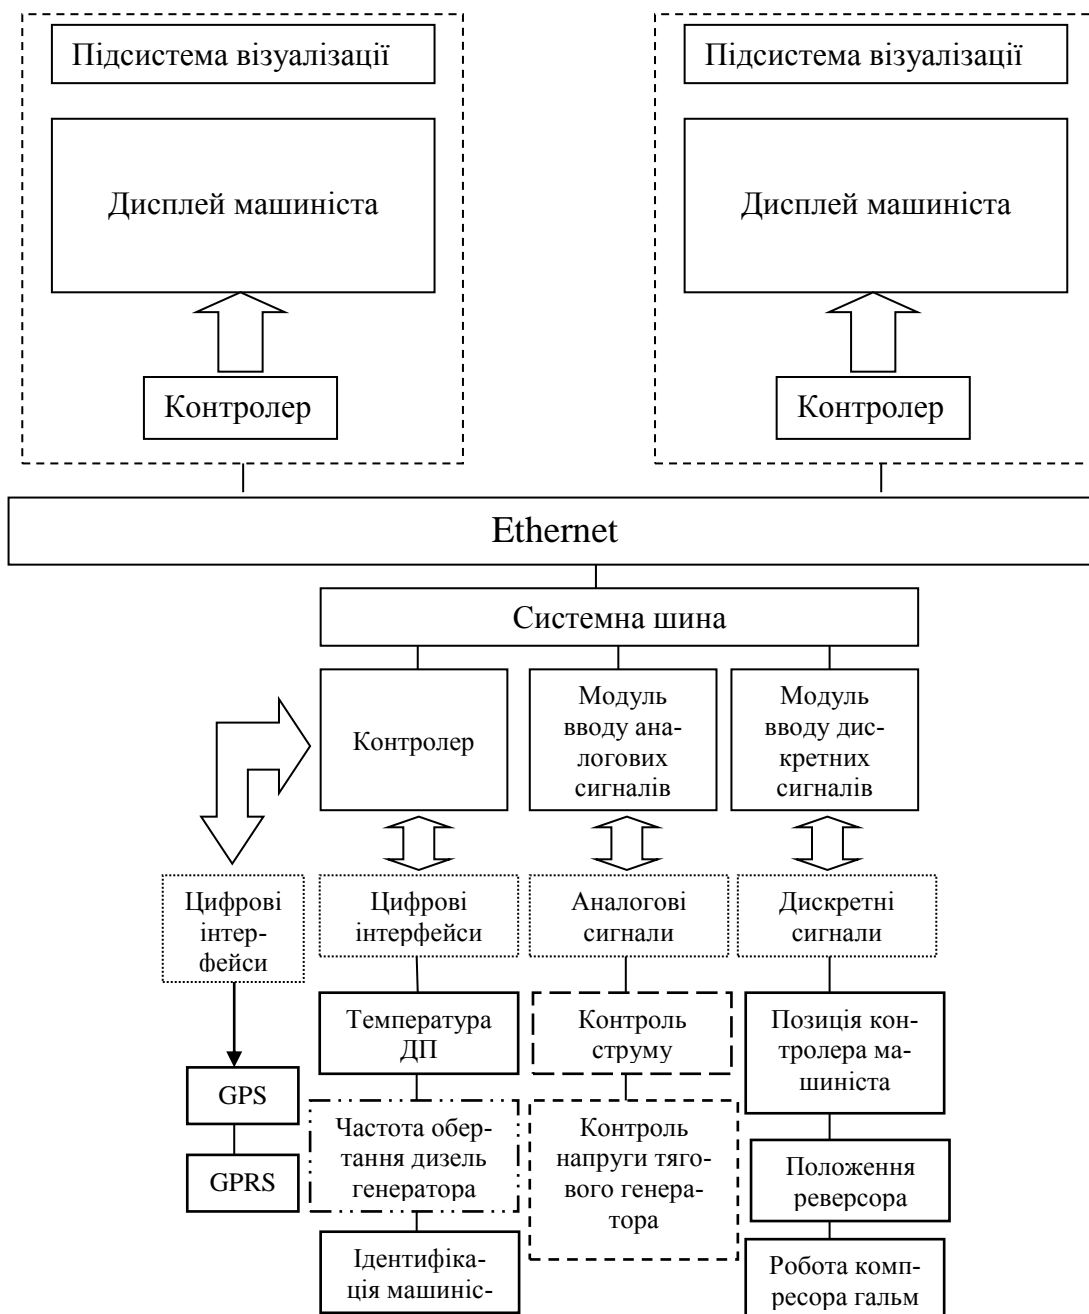 Підсистема візуалізації
Підсистема візуалізації
Дисплей машиніста
Дисплей машиніста
Контролер
Контролер
Ethernet
Системна шина
Контролер
Модуль
вводу ана-
логових
сигналів
Модуль
вводу дис-
кретних
сигналів
Цифрові
інтер-
фейси
Цифрові
інтерфейси
Аналогові
сигнали
Дискретні
сигнали
GPS
GPRS
Температура
ДП
Частота обер-
тання дизель
генератора
Ідентифіка-
ція машиніс-
Контроль
струму
Контроль
напруги тяго-
вого генера-
тора
Позиція кон-
тролера ма-
шиніста
Положення
реверсора
Робота комп-
ресора гальм